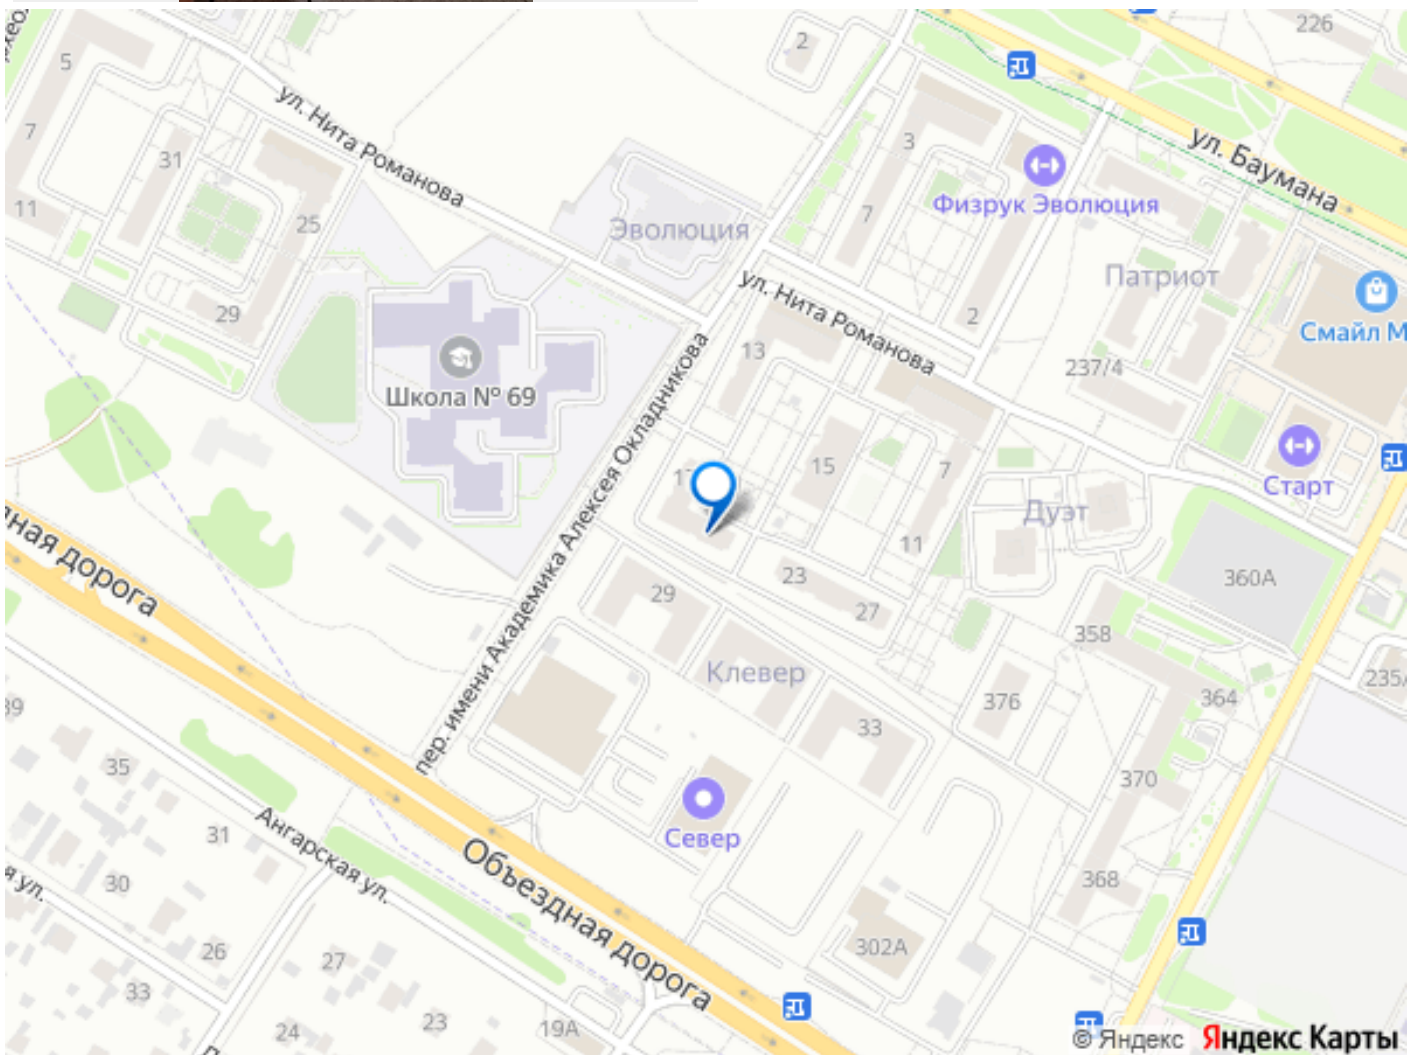 226
2
5
ул. Нита Романова
ул. Баумана
3
7
31
Физрук Эволюция
11
25
7
Эволюция
Патриот
ул. Нита Романова
29
2
Смайл М
13
237/4
Школа № 69
пер. имени Академика Алексея Окладникова
15
7
17
Старт
Дуэт
11
дная дорога
23
29
27
360А
358
Клевер
364
235А
376
39
33
35
370
31
Ангарская ул.
Север
Объездная дорога
30
я ул.
368
302А
26
27
33
24
23
19А
© Яндекс Яндекс Карты